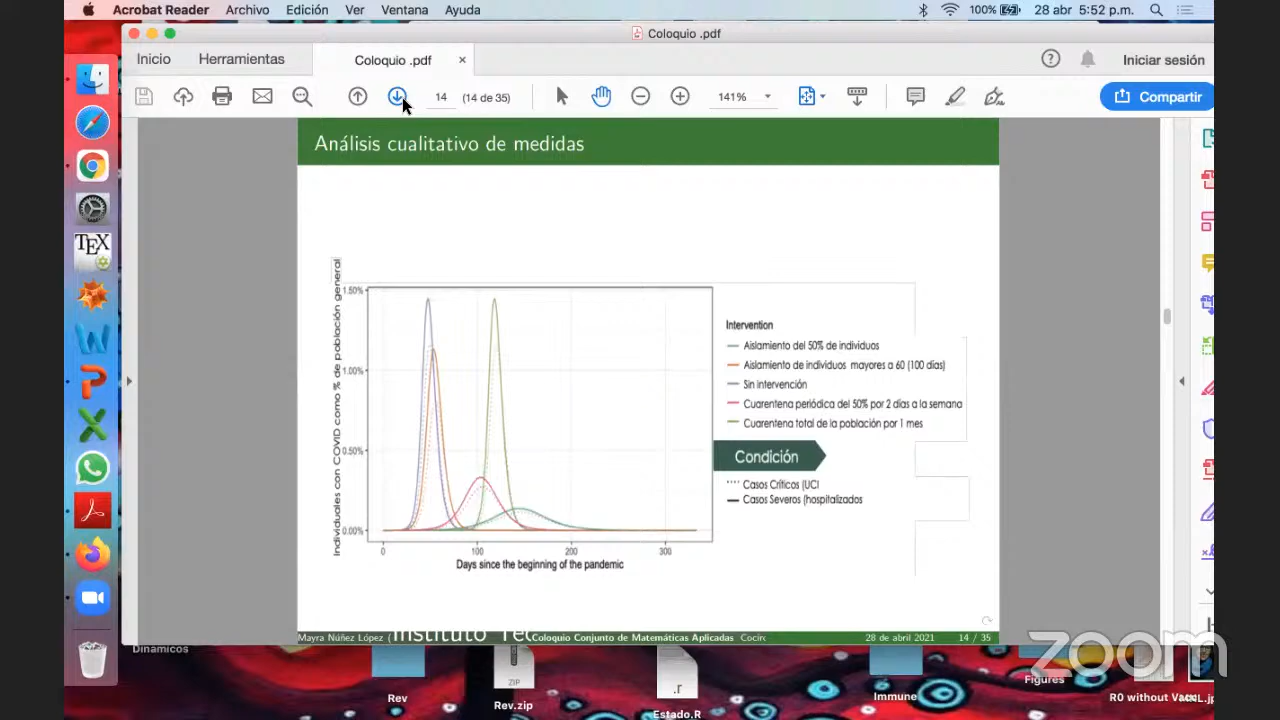 Acrobat Reader Archivo Edición Ver Ventana Ayuda 100% 28 abr 5:52 p.m.
Coloquio .pdf
Inicio Herramientas Coloquio .pdf × Iniciar sesión
14 (14 de 35) 141% Compartir
Análisis cualitativo de medidas
Individuales con COVID como % de población general
1.50%
1.00%
0.50%
0.00%
0 100 200 300
Days since the beginning of the pandemic
Intervention
Aislamiento del 50% de individuos
Aislamiento de individuos mayores a 60 (100 días)
Sin intervención
Cuarentena periódica del 50% por 2 días a la semana
Cuarentena total de la población por 1 mes
Condición
Casos Críticos (UCI
Casos Severos (hospitalizados
Mayra Núñez López (Instituto Tec Coloquio Conjunto de Matemáticas Aplicadas 28 de abril 2021 14 / 35
TEX
Dinamicos
Rev
ZIP
Rev.zip
.r
Estado.R
Immune
Figures
R0 without
zoom